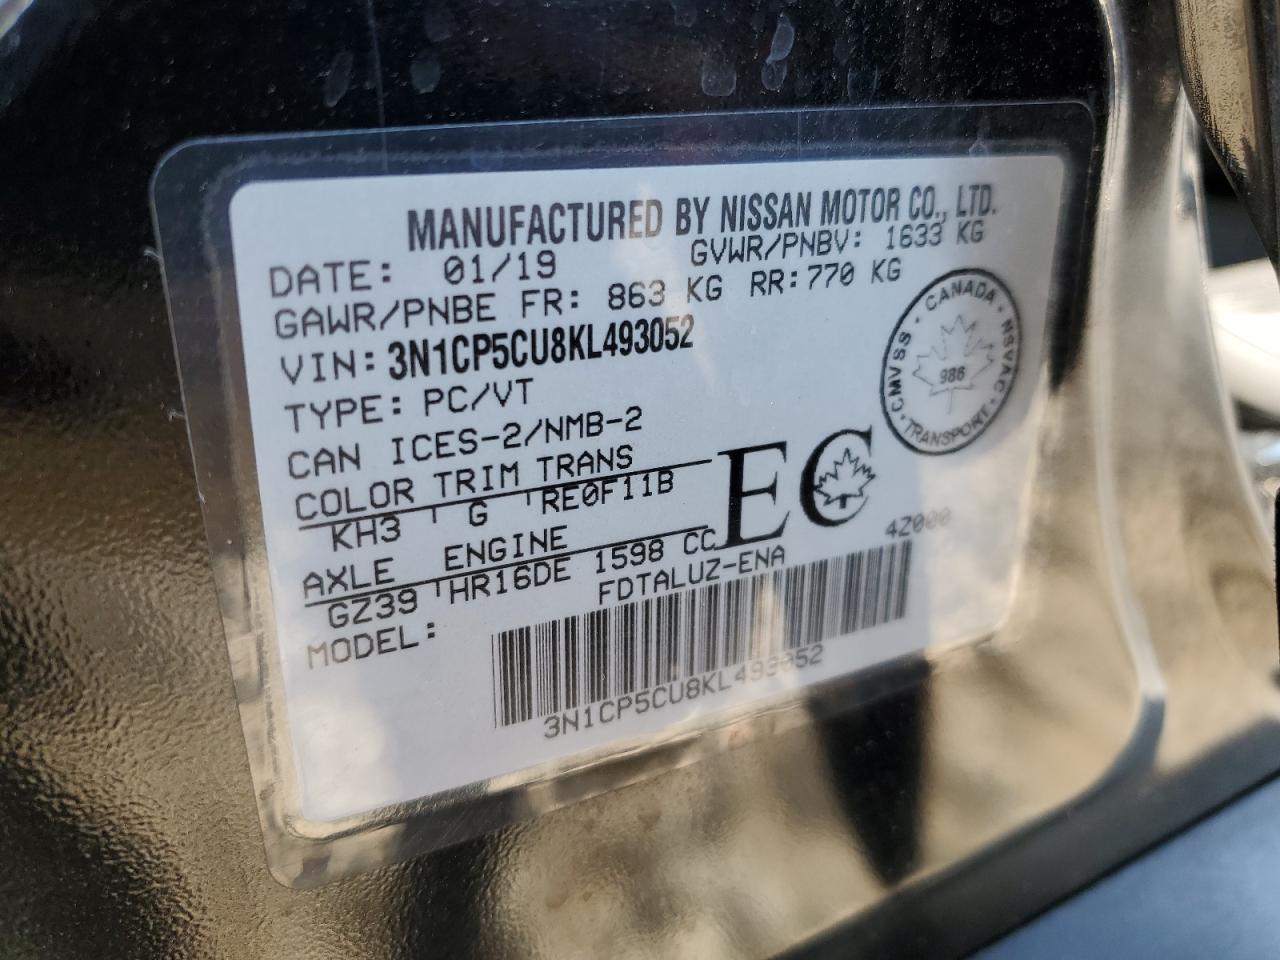 MANUFACTURED BY NISSAN MOTOR CO., LTD.
DATE: 01/19 GVWR/PNBV: 1633 KG
GAWR/PNBE FR: 863 KG RR:770 KG
VIN: 3N1CP5CU8KL493052
TYPE: PC/VT
CAN ICES-2/NMB-2
COLOR TRIM TRANS
KH3 G RE0F11B
AXLE ENGINE
GZ39 HR16DE 1598 CC
MODEL: FDTALUZ-ENA 4Z000
3N1CP5CU8KL493052
EC
· CANADA · NSVAC · TRANSPORT · CMVSS
986